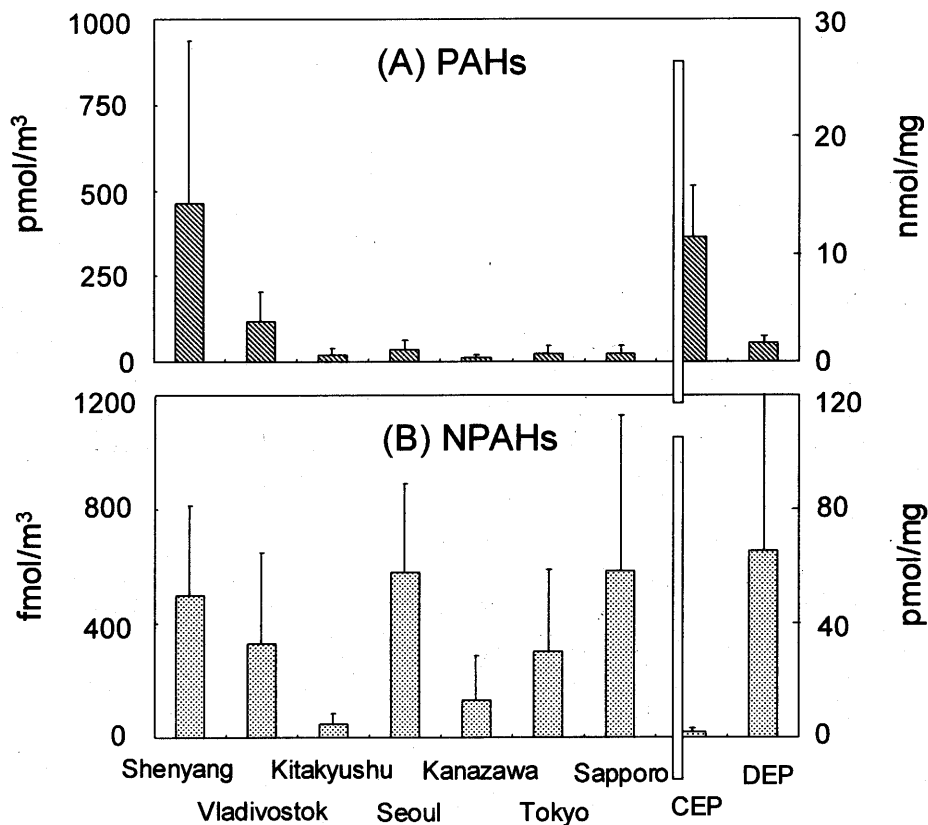 (A) PAHs
pmol/m³
1000
750
500
250
0
nmol/mg
30
20
10
0
(B) NPAHs
fmol/m³
1200
800
400
0
pmol/mg
120
80
40
0
Shenyang
Vladivostok
Kitakyushu
Seoul
Kanazawa
Tokyo
Sapporo
CEP
DEP